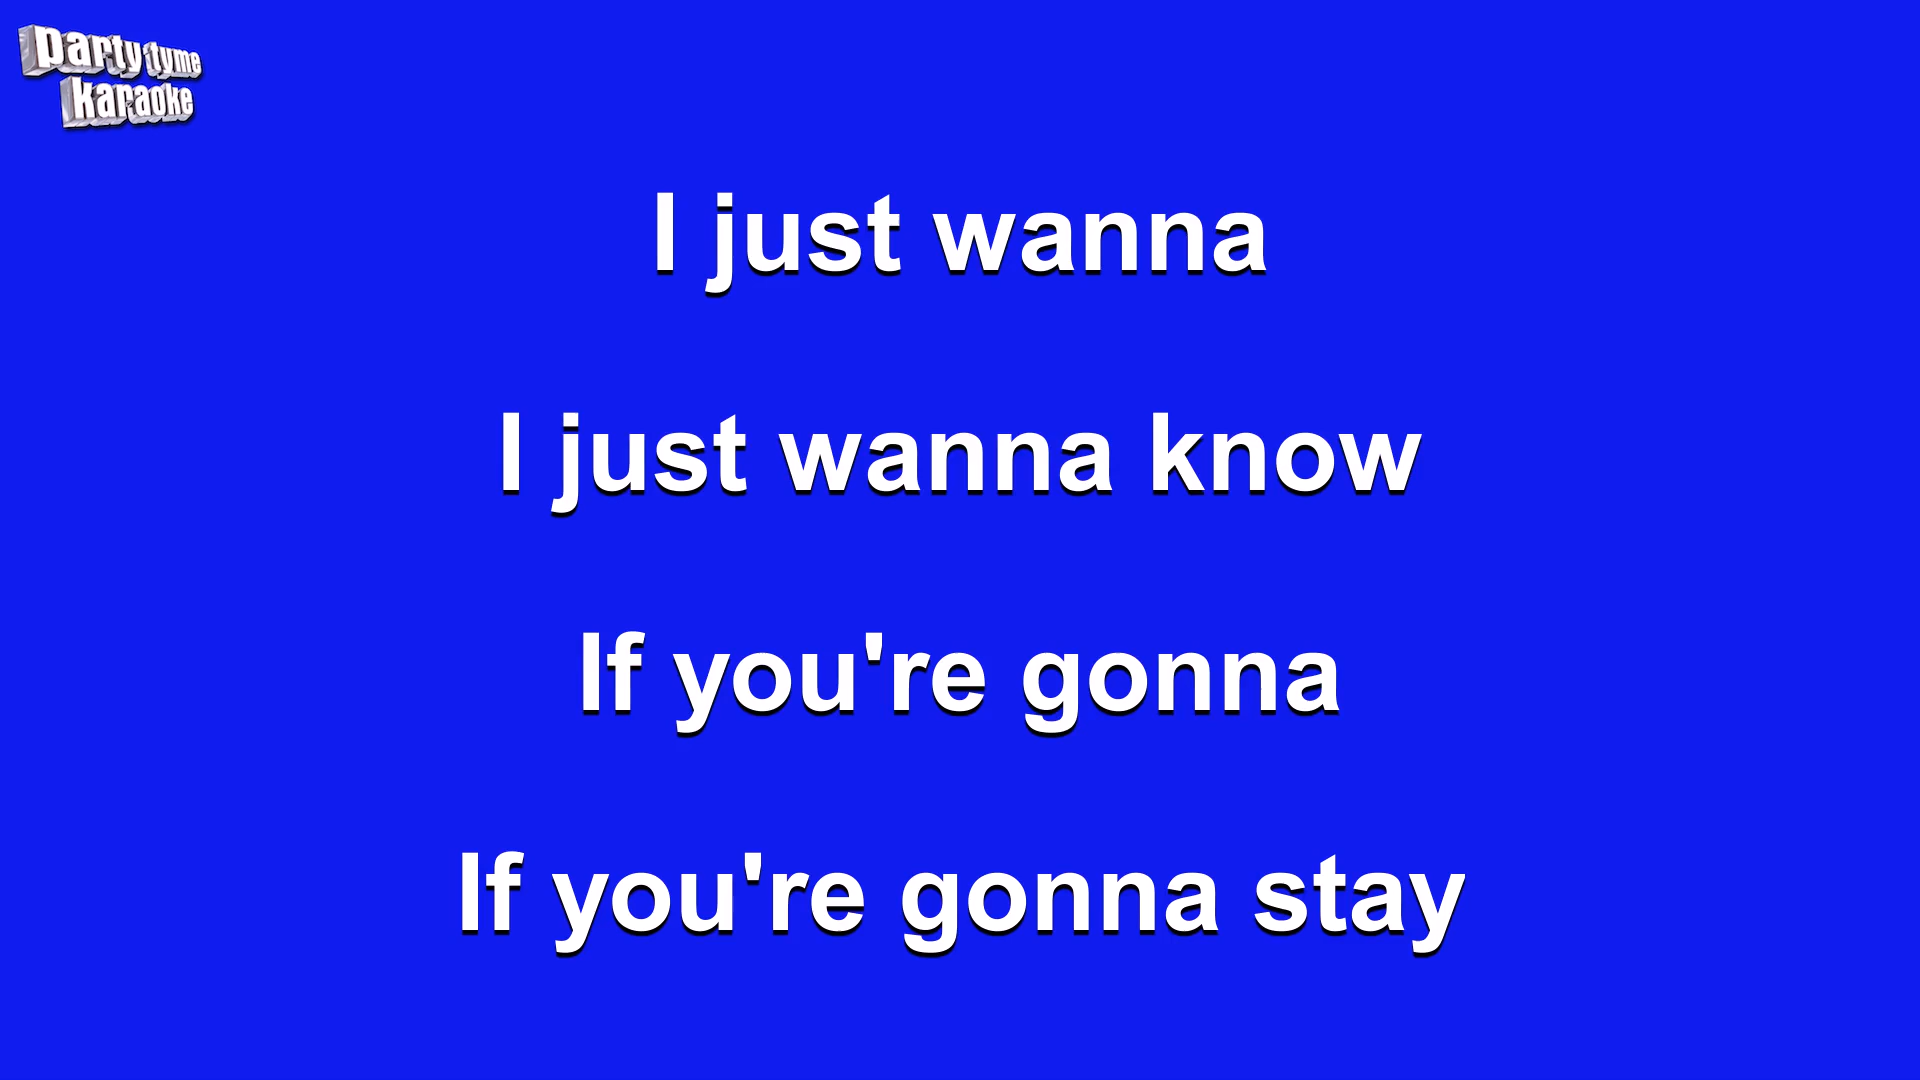 party tyme
karaoke
I just wanna
I just wanna know
If you're gonna
If you're gonna stay